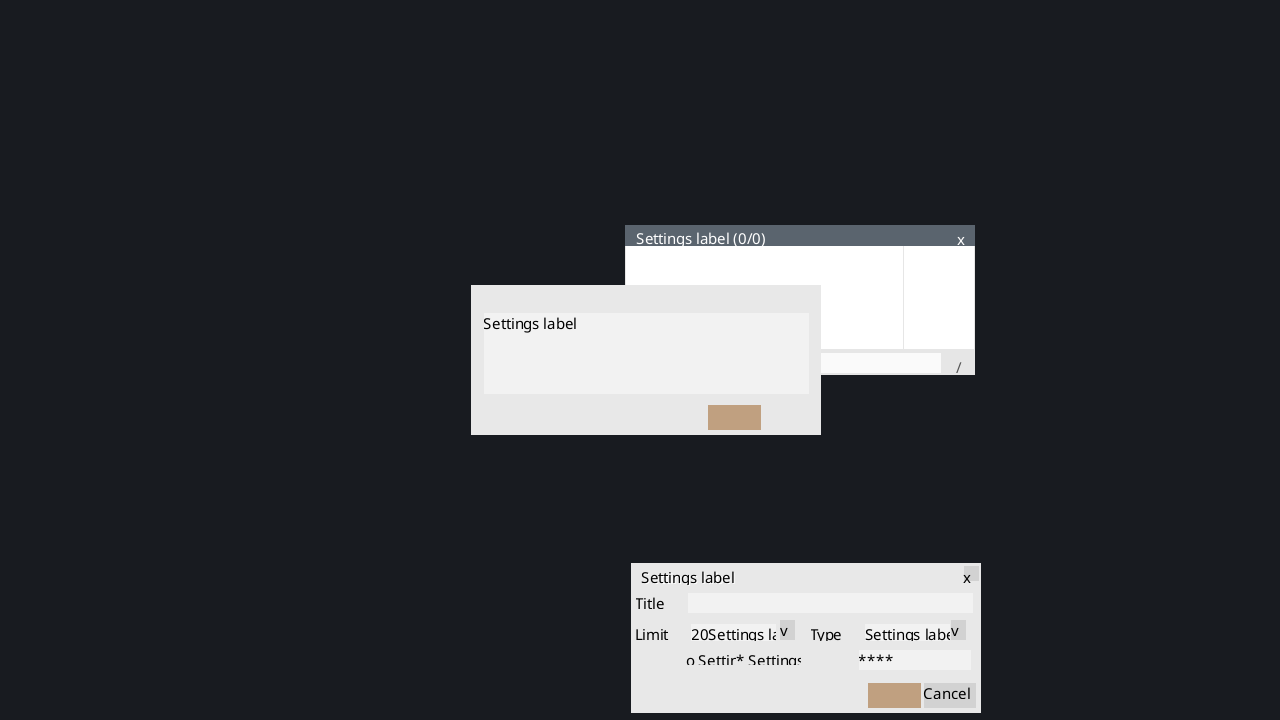 Settings label (0/0) x
Settings label
/
Settings label x
Title
Limit 20Settings la v Type Settings labe v
o Settir* Settings ****
Cancel